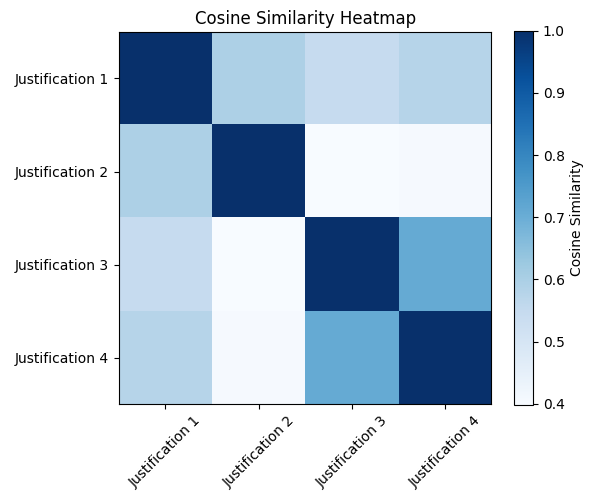 Cosine Similarity Heatmap
Justification 1
Justification 2
Justification 3
Justification 4
Justification 1
Justification 2
Justification 3
Justification 4
1.0
0.9
0.8
0.7
0.6
0.5
0.4
Cosine Similarity